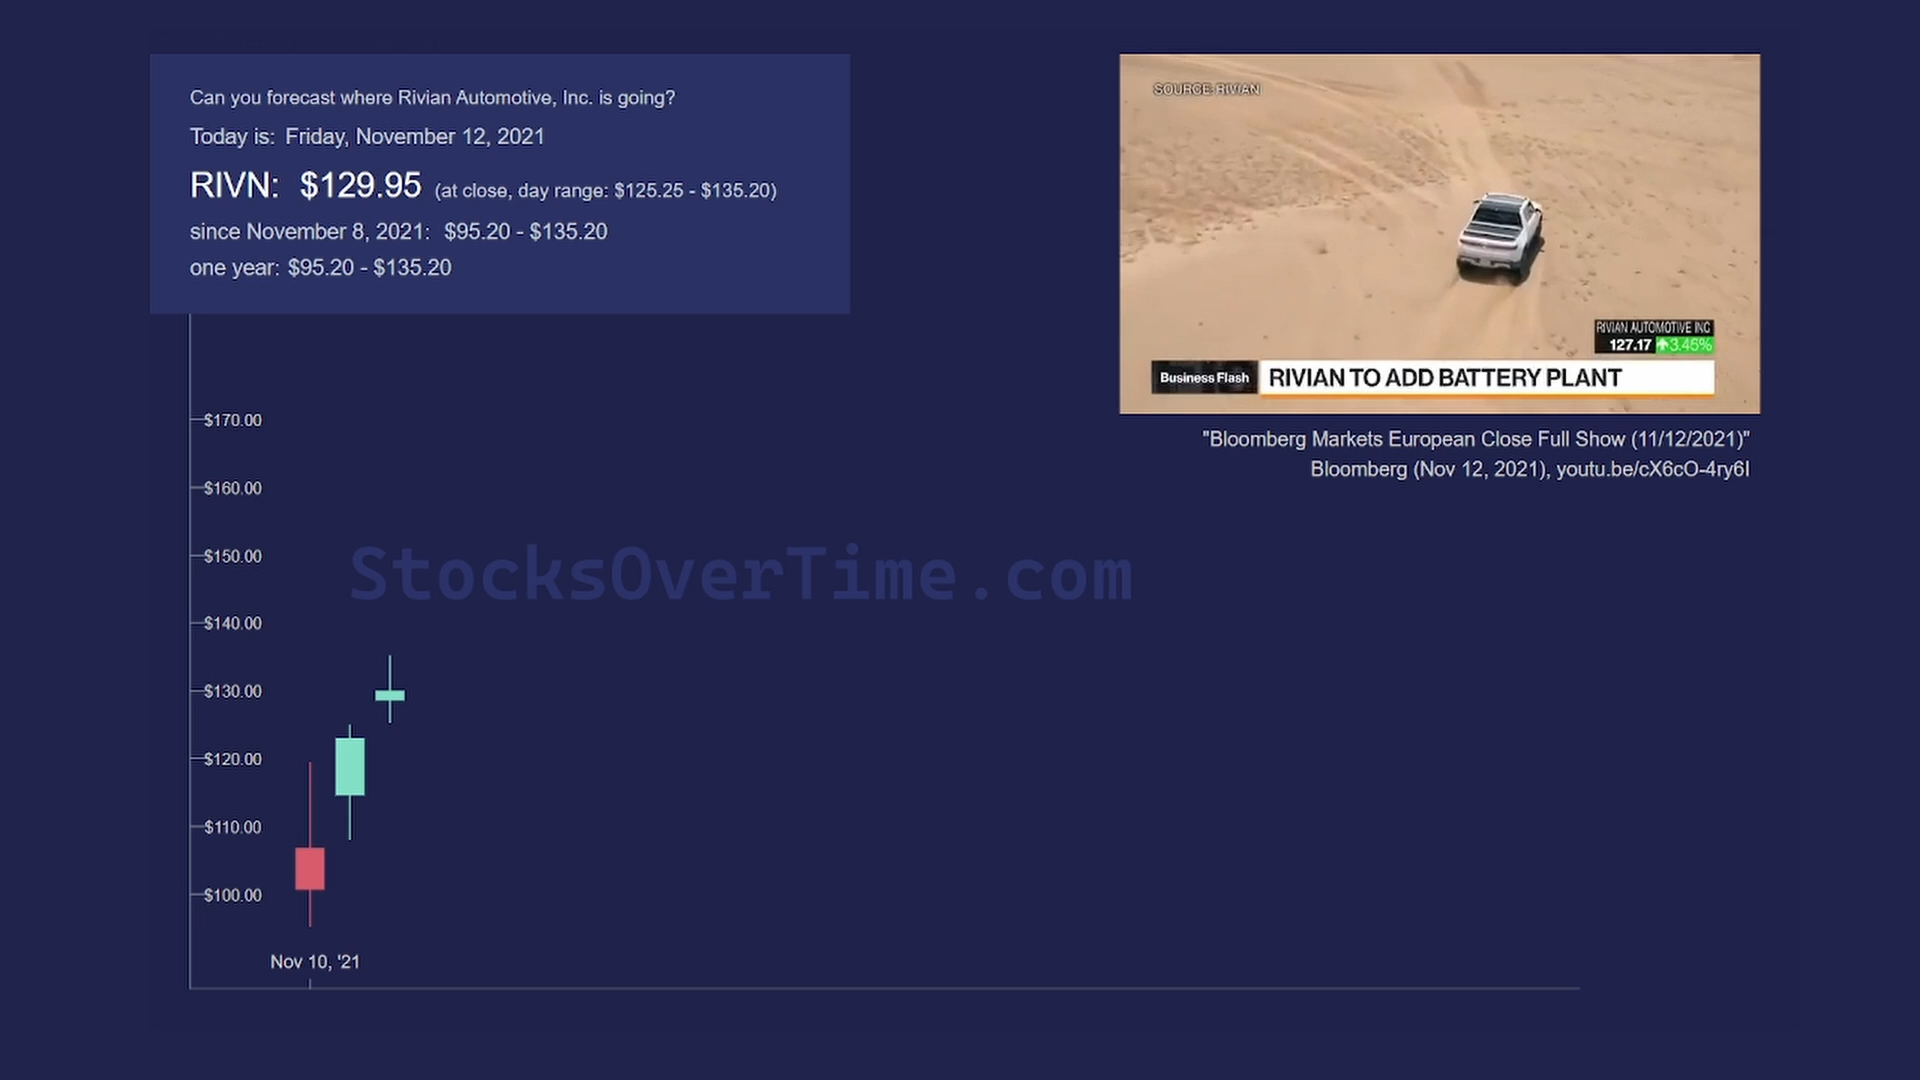 Can you forecast where Rivian Automotive, Inc. is going?
Today is: Friday, November 12, 2021
RIVN: $129.95 (at close, day range: $125.25 - $135.20)
since November 8, 2021: $95.20 - $135.20
one year: $95.20 - $135.20
SOURCE: RIVIAN
RIVIAN AUTOMOTIVE INC
127.17 3.45%
Business Flash RIVIAN TO ADD BATTERY PLANT
"Bloomberg Markets European Close Full Show (11/12/2021)"
Bloomberg (Nov 12, 2021), youtu.be/cX6cO-4ry6I
$170.00
$160.00
$150.00
StocksOverTime.com
$140.00
$130.00
$120.00
$110.00
$100.00
Nov 10, '21